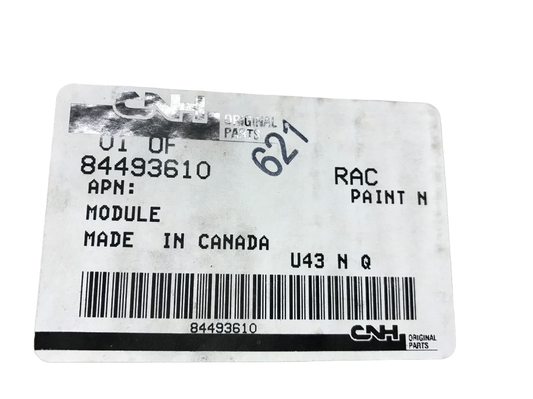 CNH ORIGINAL
PARTS
01 OF
621
84493610
RAC
APN:
PAINT N
MODULE
MADE IN CANADA
U43 N Q
84493610
CNH ORIGINAL
PARTS